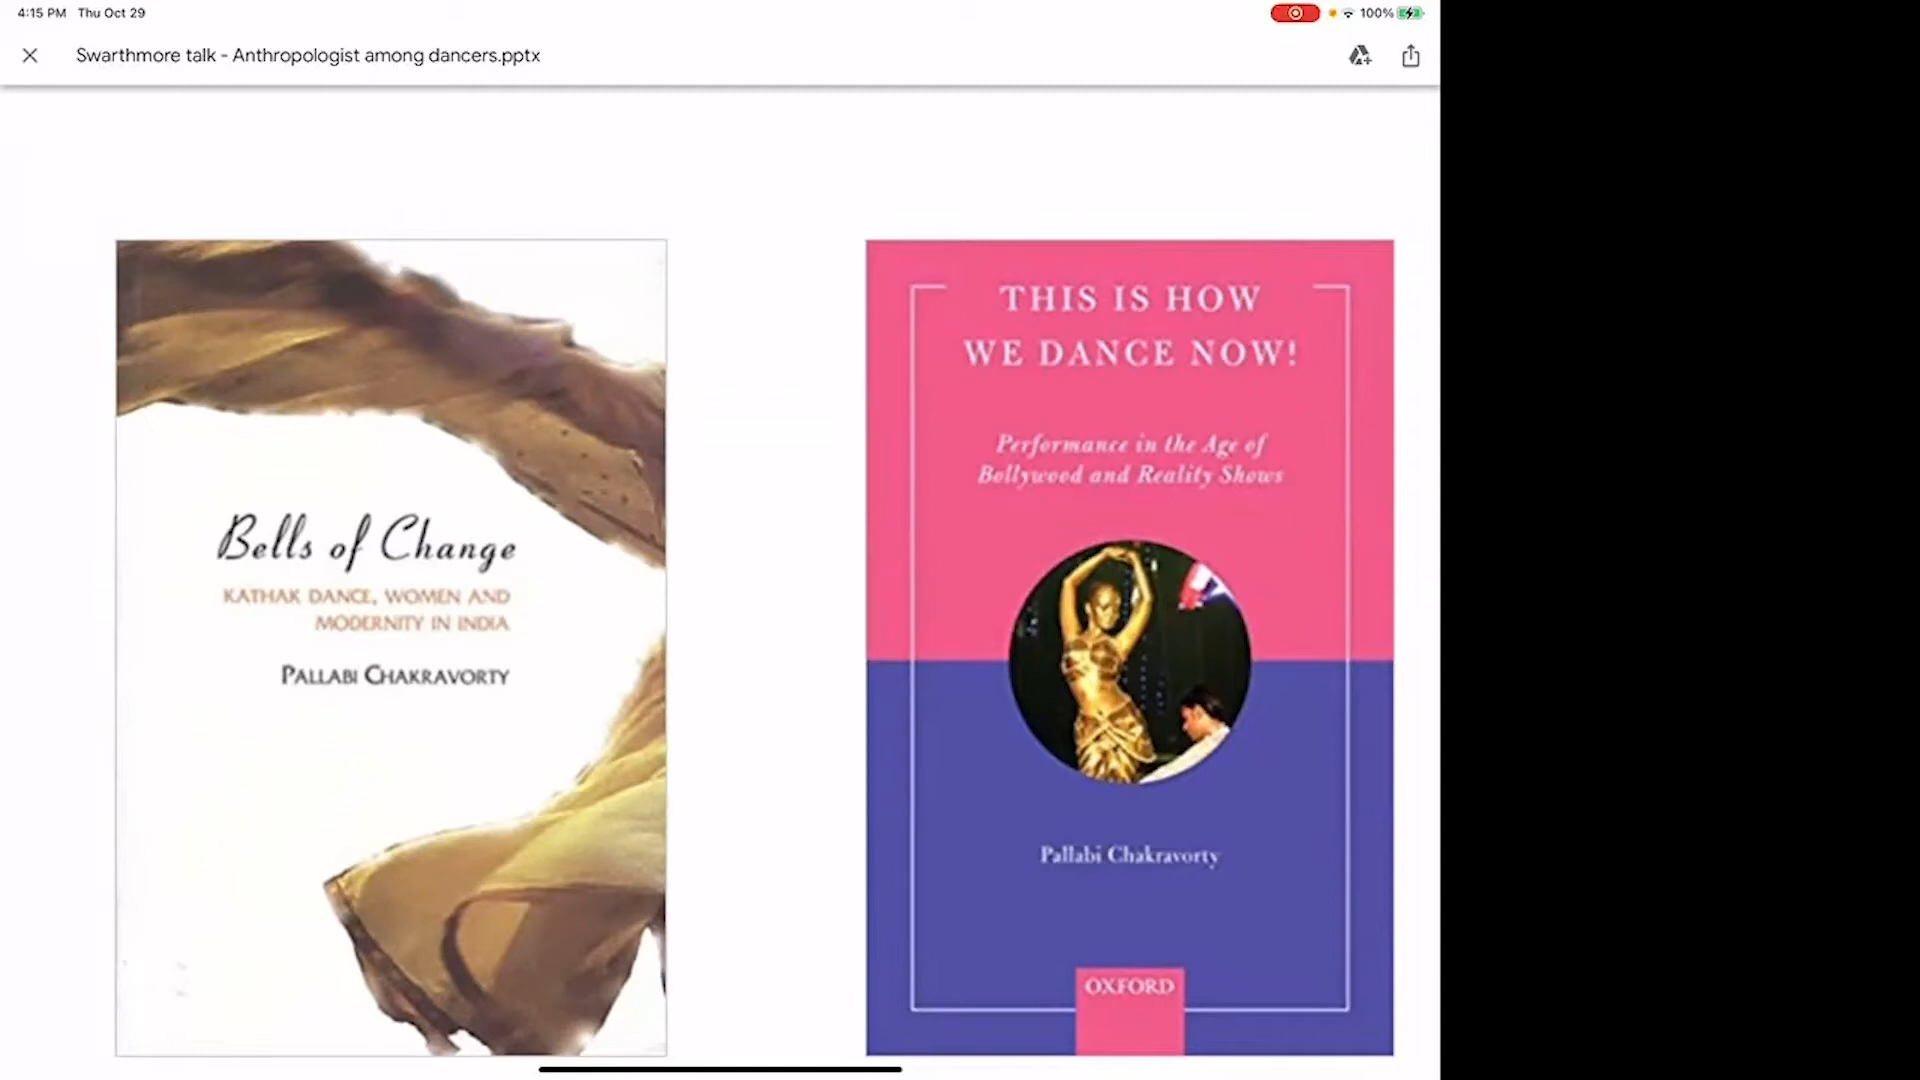 4:15 PM Thu Oct 29
100%
Swarthmore talk - Anthropologist among dancers.pptx
Bells of Change
KATHAK DANCE, WOMEN AND
MODERNITY IN INDIA
PALLABI CHAKRAVORTY
THIS IS HOW
WE DANCE NOW!
Performance in the Age of
Bollywood and Reality Shows
Pallabi Chakravorty
OXFORD